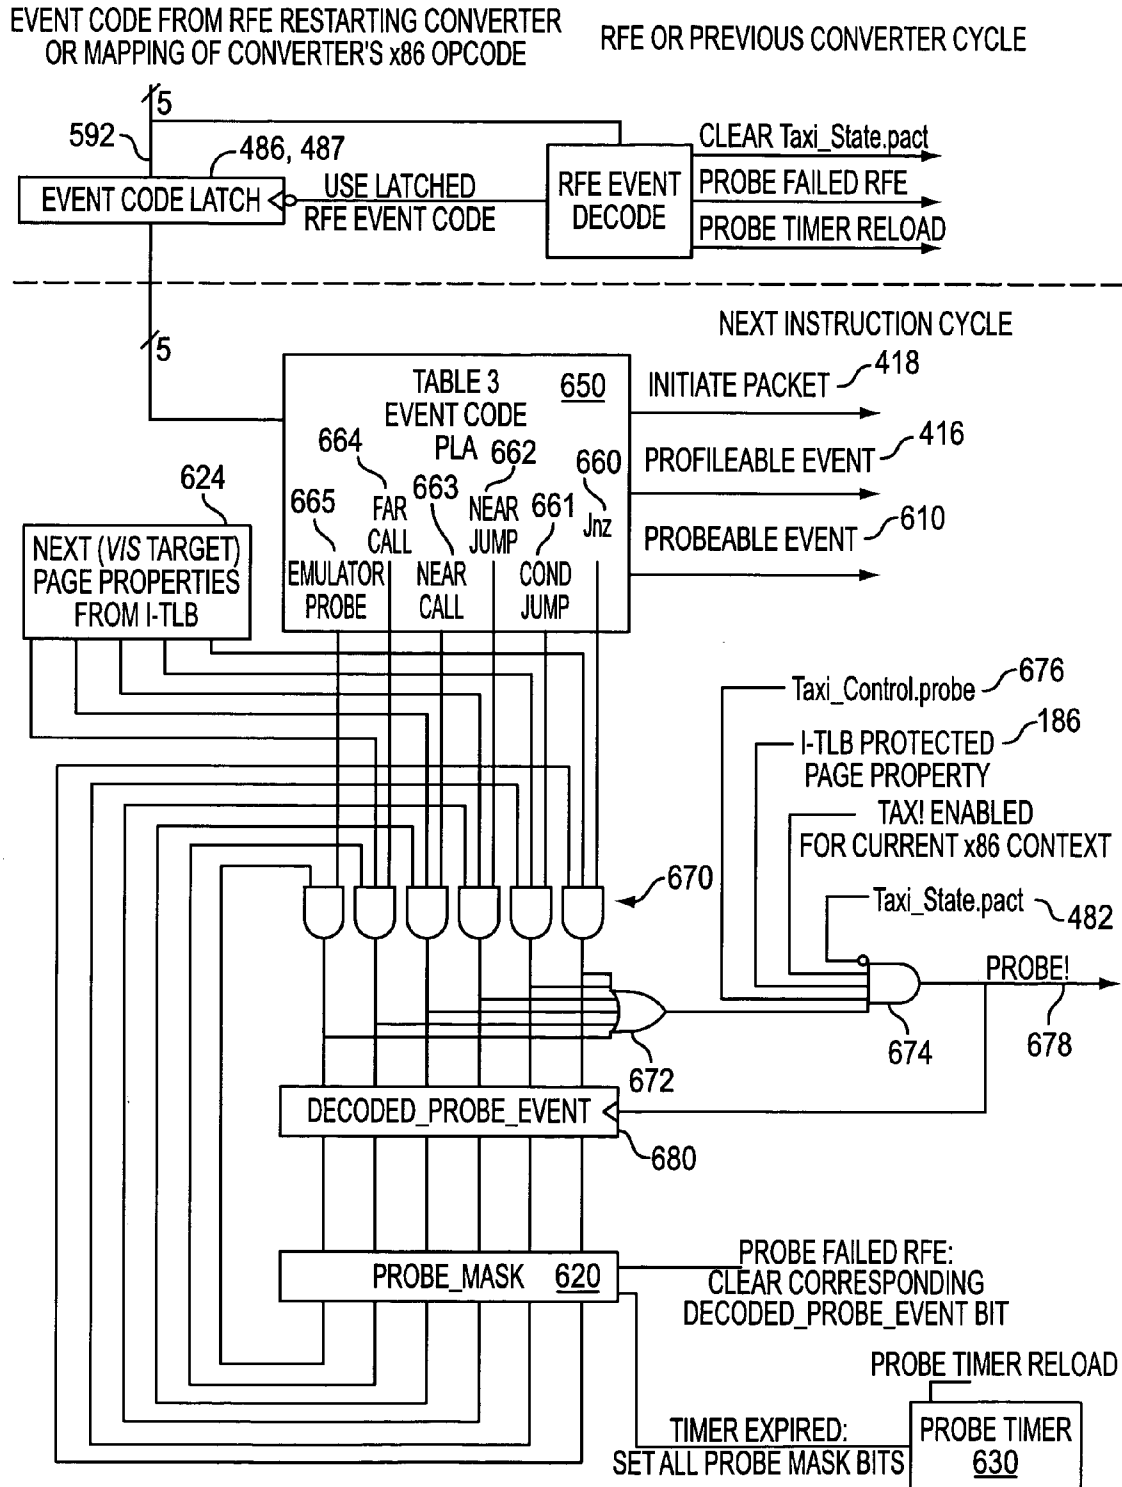 EVENT CODE FROM RFE RESTARTING CONVERTER
OR MAPPING OF CONVERTER'S x86 OPCODE
RFE OR PREVIOUS CONVERTER CYCLE
5
592
486, 487
EVENT CODE LATCH
USE LATCHED
RFE EVENT CODE
RFE EVENT
DECODE
CLEAR Taxi_State.pact
PROBE FAILED RFE
PROBE TIMER RELOAD
NEXT INSTRUCTION CYCLE
5
TABLE 3
EVENT CODE
PLA
650
INITIATE PACKET
418
PROFILEABLE EVENT
416
PROBEABLE EVENT
610
664
662
663
660
665
661
FAR
CALL
NEAR
JUMP
Jnz
EMULATOR
PROBE
NEAR
CALL
COND
JUMP
624
NEXT (V/S TARGET)
PAGE PROPERTIES
FROM I-TLB
Taxi_Control.probe
676
I-TLB PROTECTED
PAGE PROPERTY
186
TAX! ENABLED
FOR CURRENT x86 CONTEXT
Taxi_State.pact
482
670
PROBE!
672
674
678
DECODED_PROBE_EVENT
680
PROBE_MASK 620
PROBE FAILED RFE:
CLEAR CORRESPONDING
DECODED_PROBE_EVENT BIT
PROBE TIMER RELOAD
TIMER EXPIRED:
SET ALL PROBE MASK BITS
PROBE TIMER
630